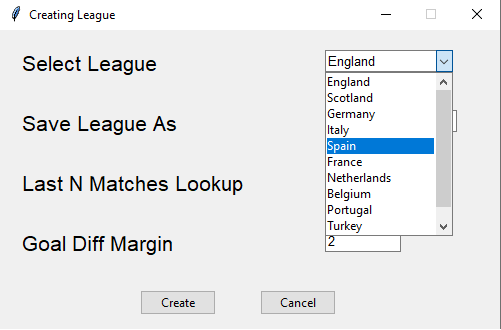 Creating League
Select League
England
England
Scotland
Germany
Italy
Spain
France
Netherlands
Belgium
Portugal
Turkey
Save League As
Last N Matches Lookup
Goal Diff Margin
2
Create
Cancel